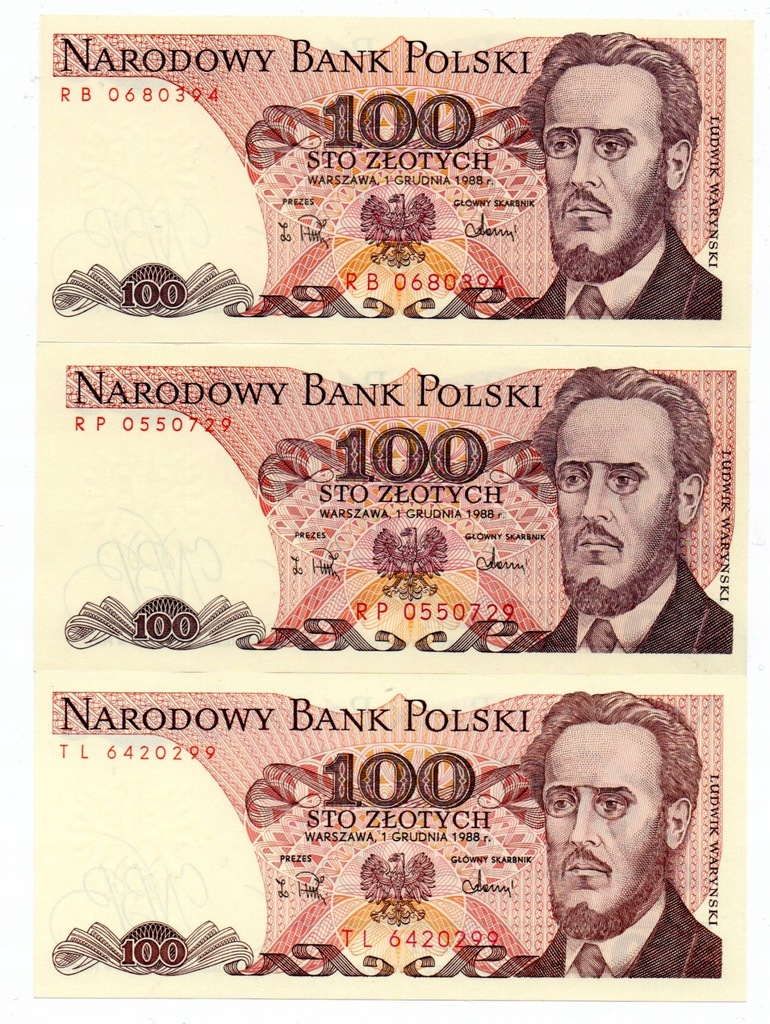 NARODOWY BANK POLSKI
RB 0680394
100
STO ZŁOTYCH
WARSZAWA, 1 GRUDNIA 1988 r.
PREZES GŁÓWNY SKARBNIK
RB 0680394
100
LUDWIK WARYŃSKI
NARODOWY BANK POLSKI
RP 0550729
100
STO ZŁOTYCH
WARSZAWA, 1 GRUDNIA 1988 r.
PREZES GŁÓWNY SKARBNIK
RP 0550729
100
LUDWIK WARYŃSKI
NARODOWY BANK POLSKI
TL 6420299
100
STO ZŁOTYCH
WARSZAWA, 1 GRUDNIA 1988 r.
PREZES GŁÓWNY SKARBNIK
TL 6420299
100
LUDWIK WARYŃSKI